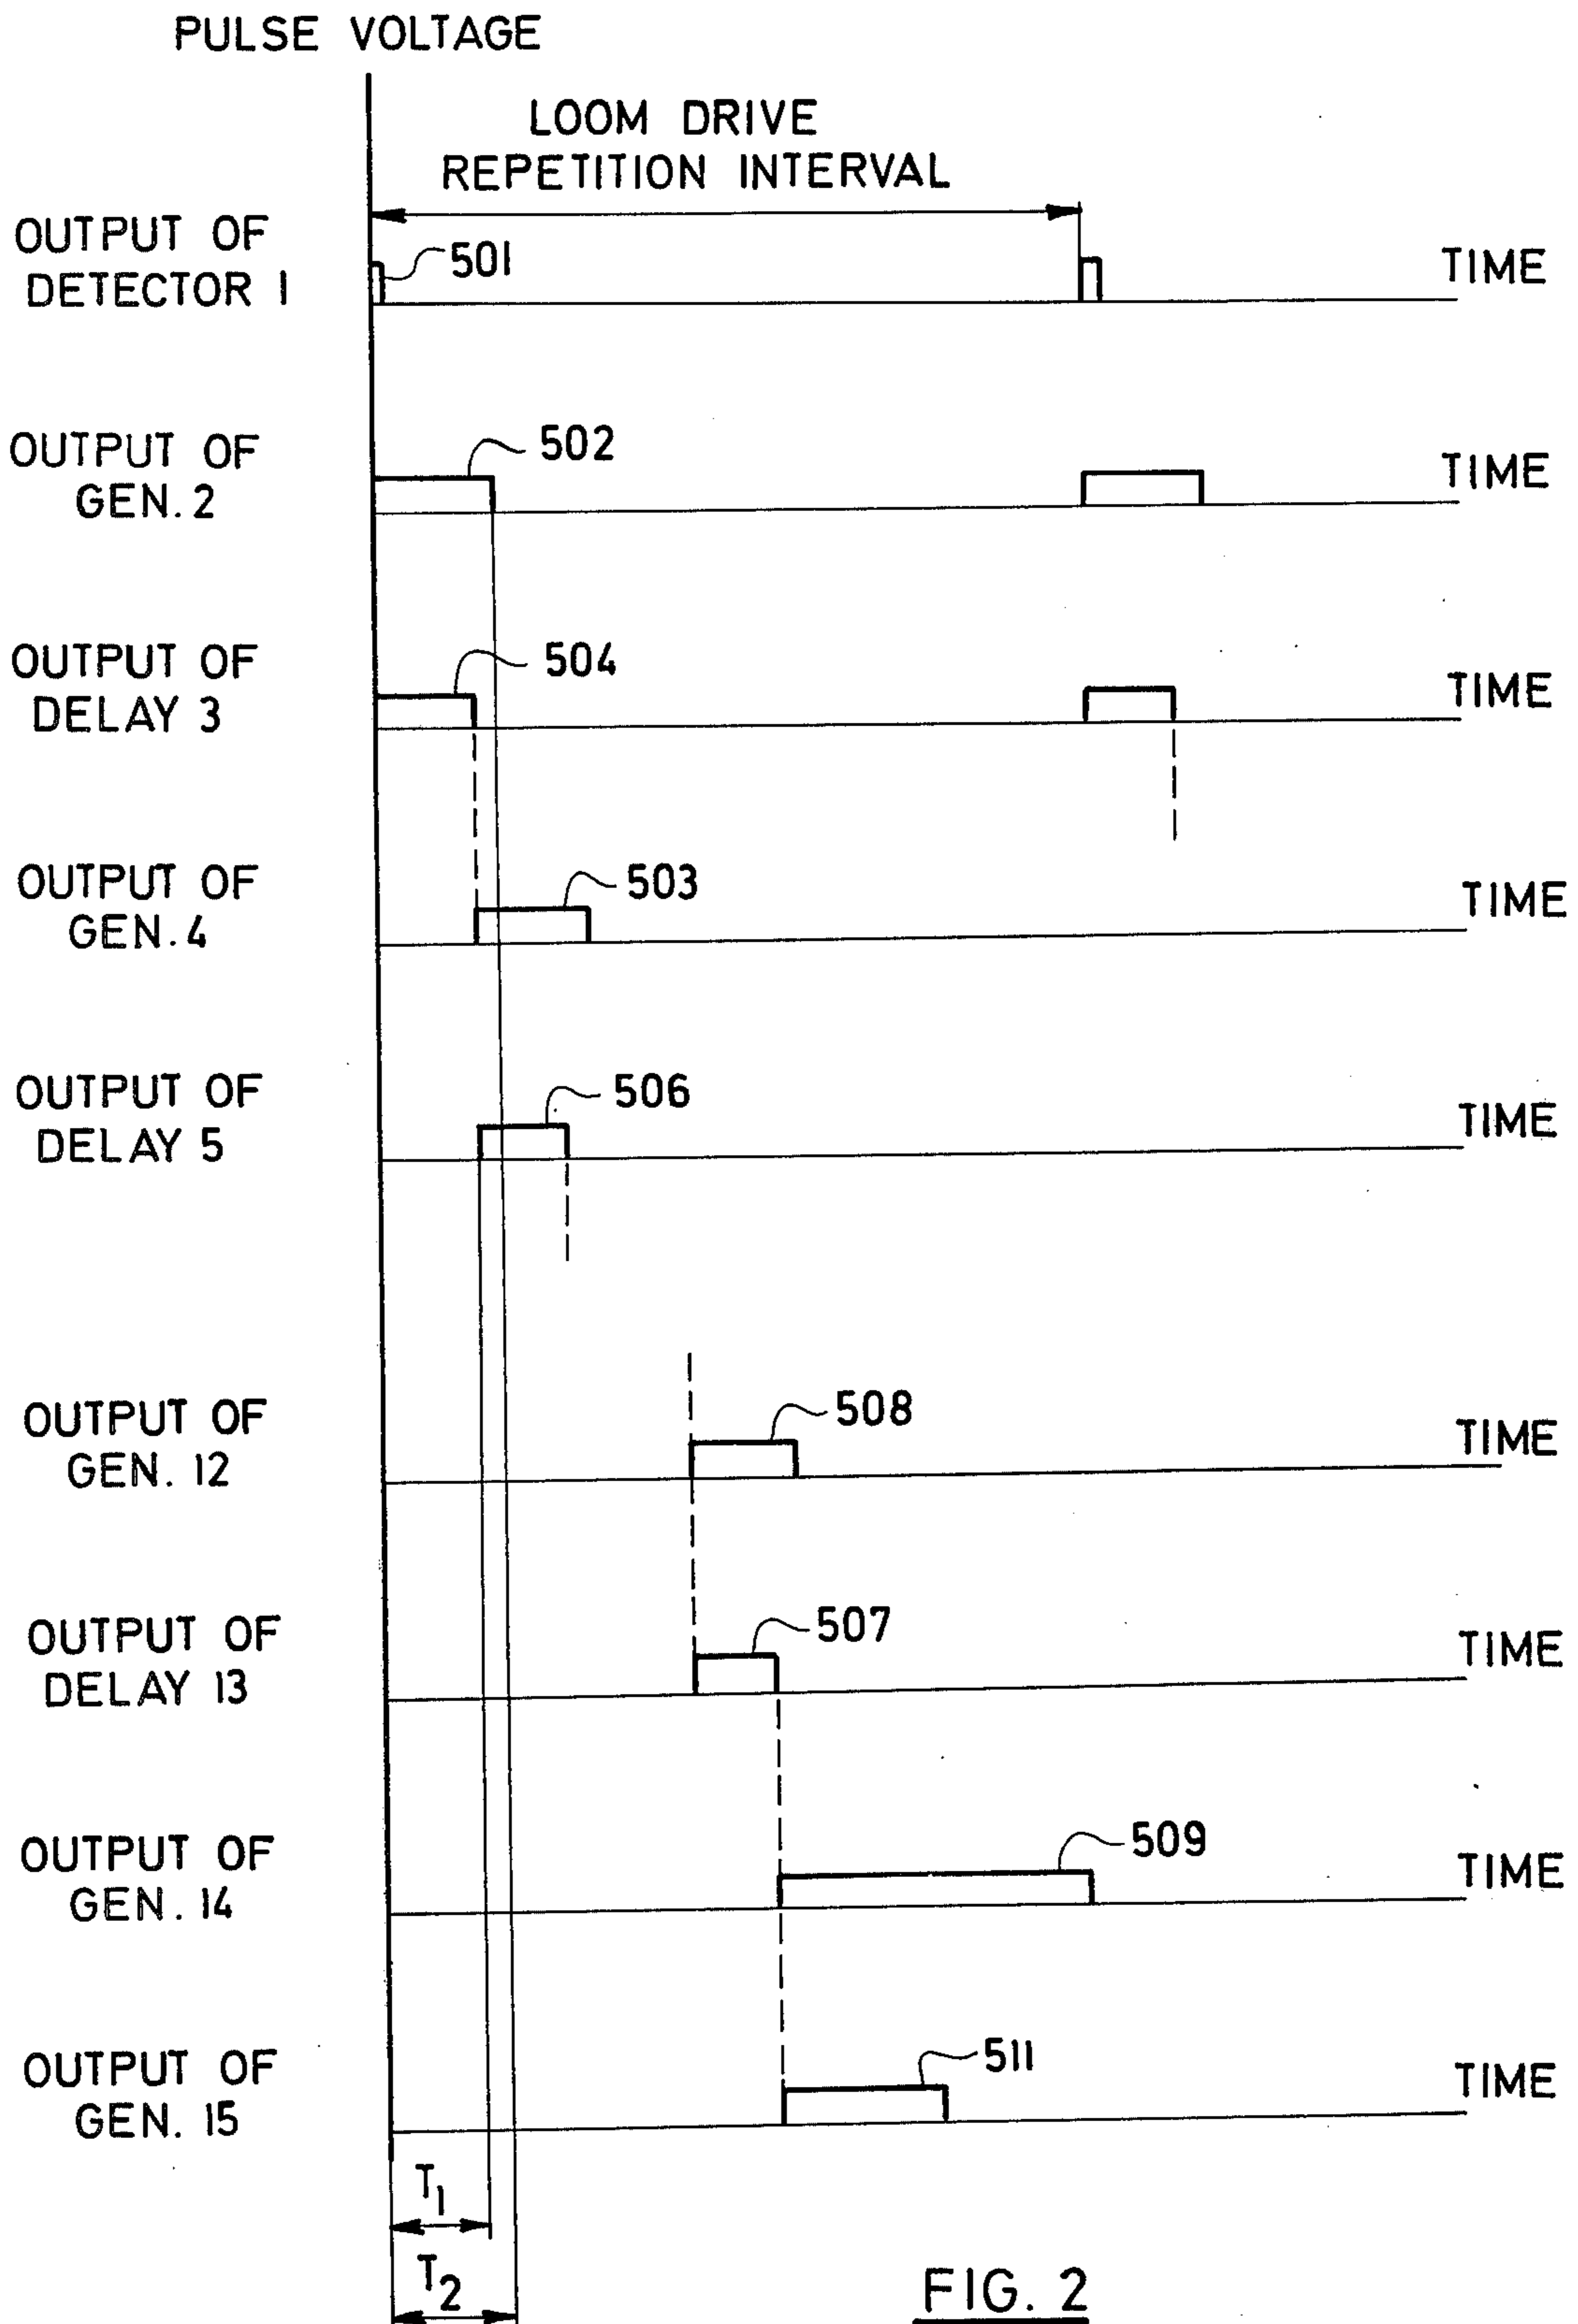 PULSE VOLTAGE
LOOM DRIVE
REPETITION INTERVAL
OUTPUT OF
DETECTOR 1
501
TIME
OUTPUT OF
GEN. 2
502
TIME
OUTPUT OF
DELAY 3
504
TIME
OUTPUT OF
GEN. 4
503
TIME
OUTPUT OF
DELAY 5
506
TIME
OUTPUT OF
GEN. 12
508
TIME
OUTPUT OF
DELAY 13
507
TIME
OUTPUT OF
GEN. 14
509
TIME
OUTPUT OF
GEN. 15
511
TIME
T1
T2
FIG. 2